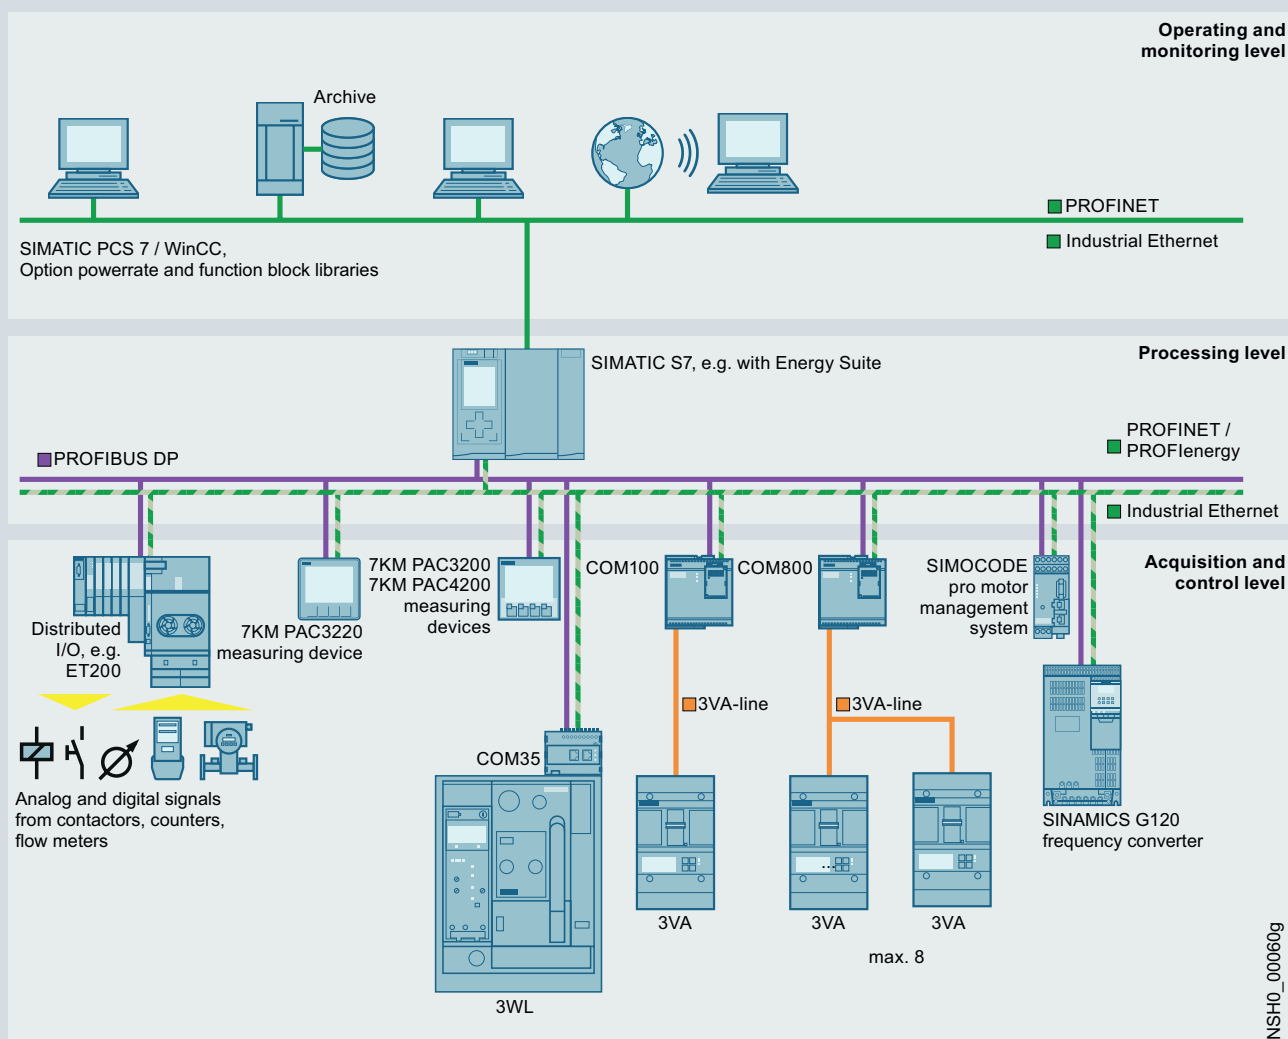 Operating and
monitoring level
Archive
PROFINET
Industrial Ethernet
SIMATIC PCS 7 / WinCC,
Option powerrate and function block libraries
Processing level
SIMATIC S7, e.g. with Energy Suite
PROFINET /
PROFIenergy
PROFIBUS DP
Industrial Ethernet
Acquisition and
control level
Distributed
I/O, e.g.
ET200
7KM PAC3220
measuring device
7KM PAC3200
7KM PAC4200
measuring
devices
COM100
COM800
SIMOCODE
pro motor
management
system
3VA-line
3VA-line
COM35
Analog and digital signals
from contactors, counters,
flow meters
SINAMICS G120
frequency converter
3VA
3VA
3VA
max. 8
3WL
NSH0_00060g